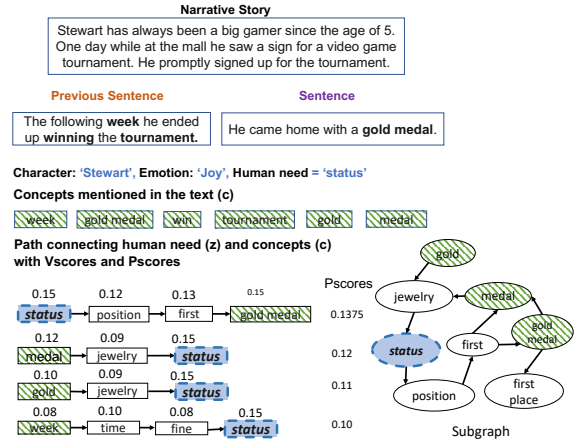 Narrative Story
Stewart has always been a big gamer since the age of 5.
One day while at the mall he saw a sign for a video game
tournament. He promptly signed up for the tournament.
Previous Sentence
Sentence
The following week he ended
up winning the tournament.
He came home with a gold medal.
Character: ‘Stewart’, Emotion: ‘Joy’, Human need = ‘status’
Concepts mentioned in the text (c)
week gold medal win tournament gold medal
Path connecting human need (z) and concepts (c)
with Vscores and Pscores
Pscores
0.15 0.12 0.13 0.15
status position first gold medal
0.1375
0.12 0.09 0.15
medal jewelry status
0.12
0.10 0.09 0.15
gold jewelry status
0.11
0.08 0.10 0.08 0.15
week time fine status
0.10
gold
jewelry
medal
status
first
gold
medal
position
first
place
Subgraph